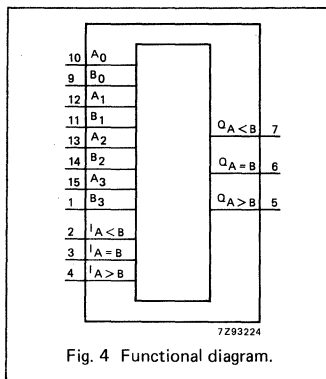 10 A0
9 B0
12 A1
11 B1
13 A2
14 B2
15 A3
1 B3
2 IA<B
3 IA=B
4 IA>B
QA<B 7
QA=B 6
QA>B 5
7Z93224
Fig. 4 Functional diagram.